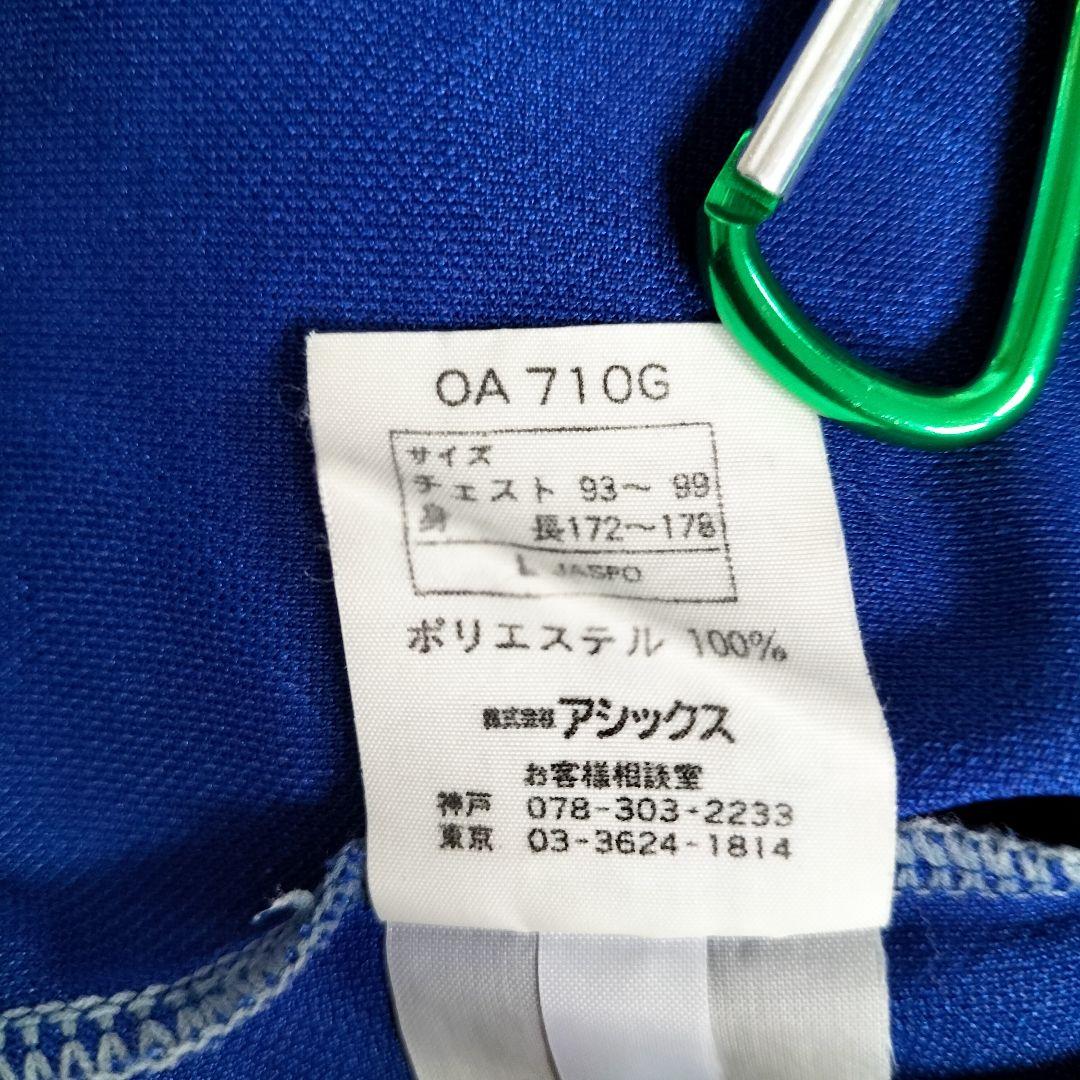 OA 710G
サイズ
チェスト 93～99
身 長172～178
L JASPO
ポリエステル 100%
株式会社アシックス
お客様相談室
神戸 078-303-2233
東京 03-3624-1814